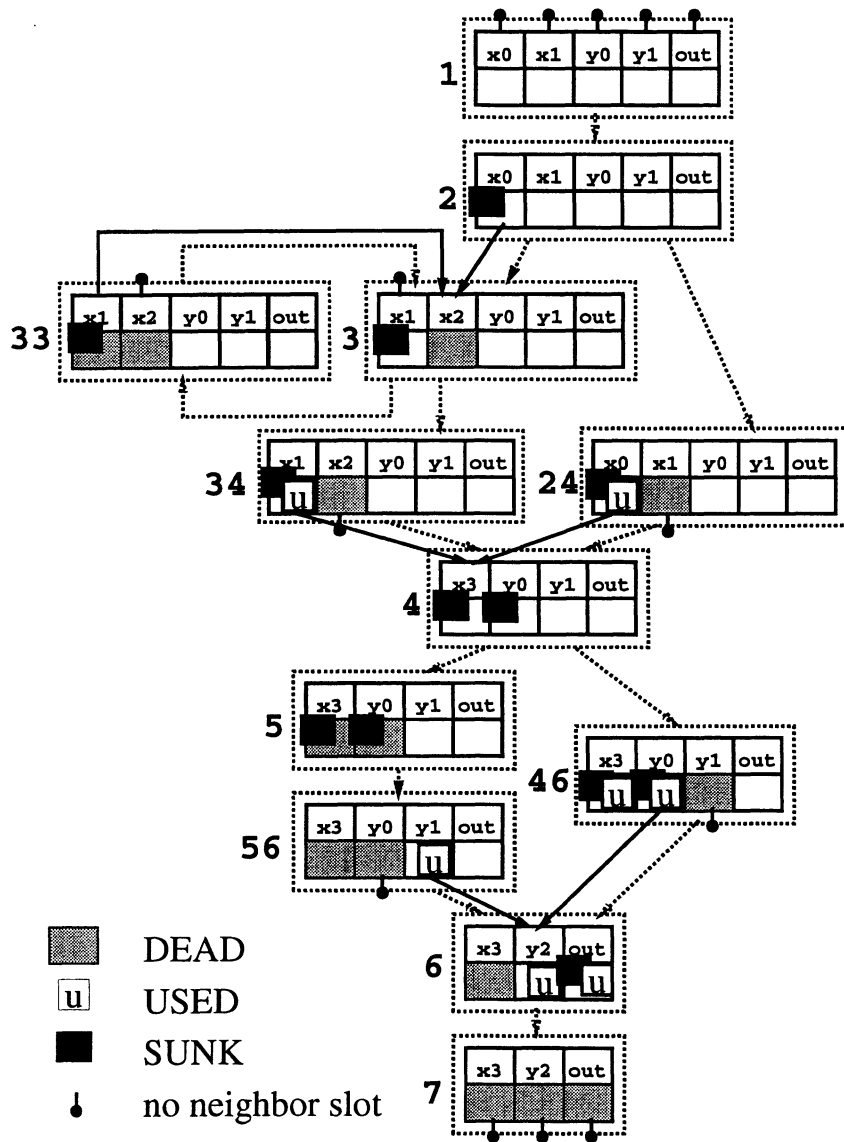 x0 x1 y0 y1 out
1
x0 x1 y0 y1 out
2
x1 x2 y0 y1 out
33
x1 x2 y0 y1 out
3
x1 x2 y0 y1 out
34
u
x0 x1 y0 y1 out
24
u
x3 y0 y1 out
4
x3 y0 y1 out
5
x3 y0 y1 out
46
u u
x3 y0 y1 out
56
u
x3 y2 out
6
u u
x3 y2 out
7
DEAD
u USED
SUNK
no neighbor slot